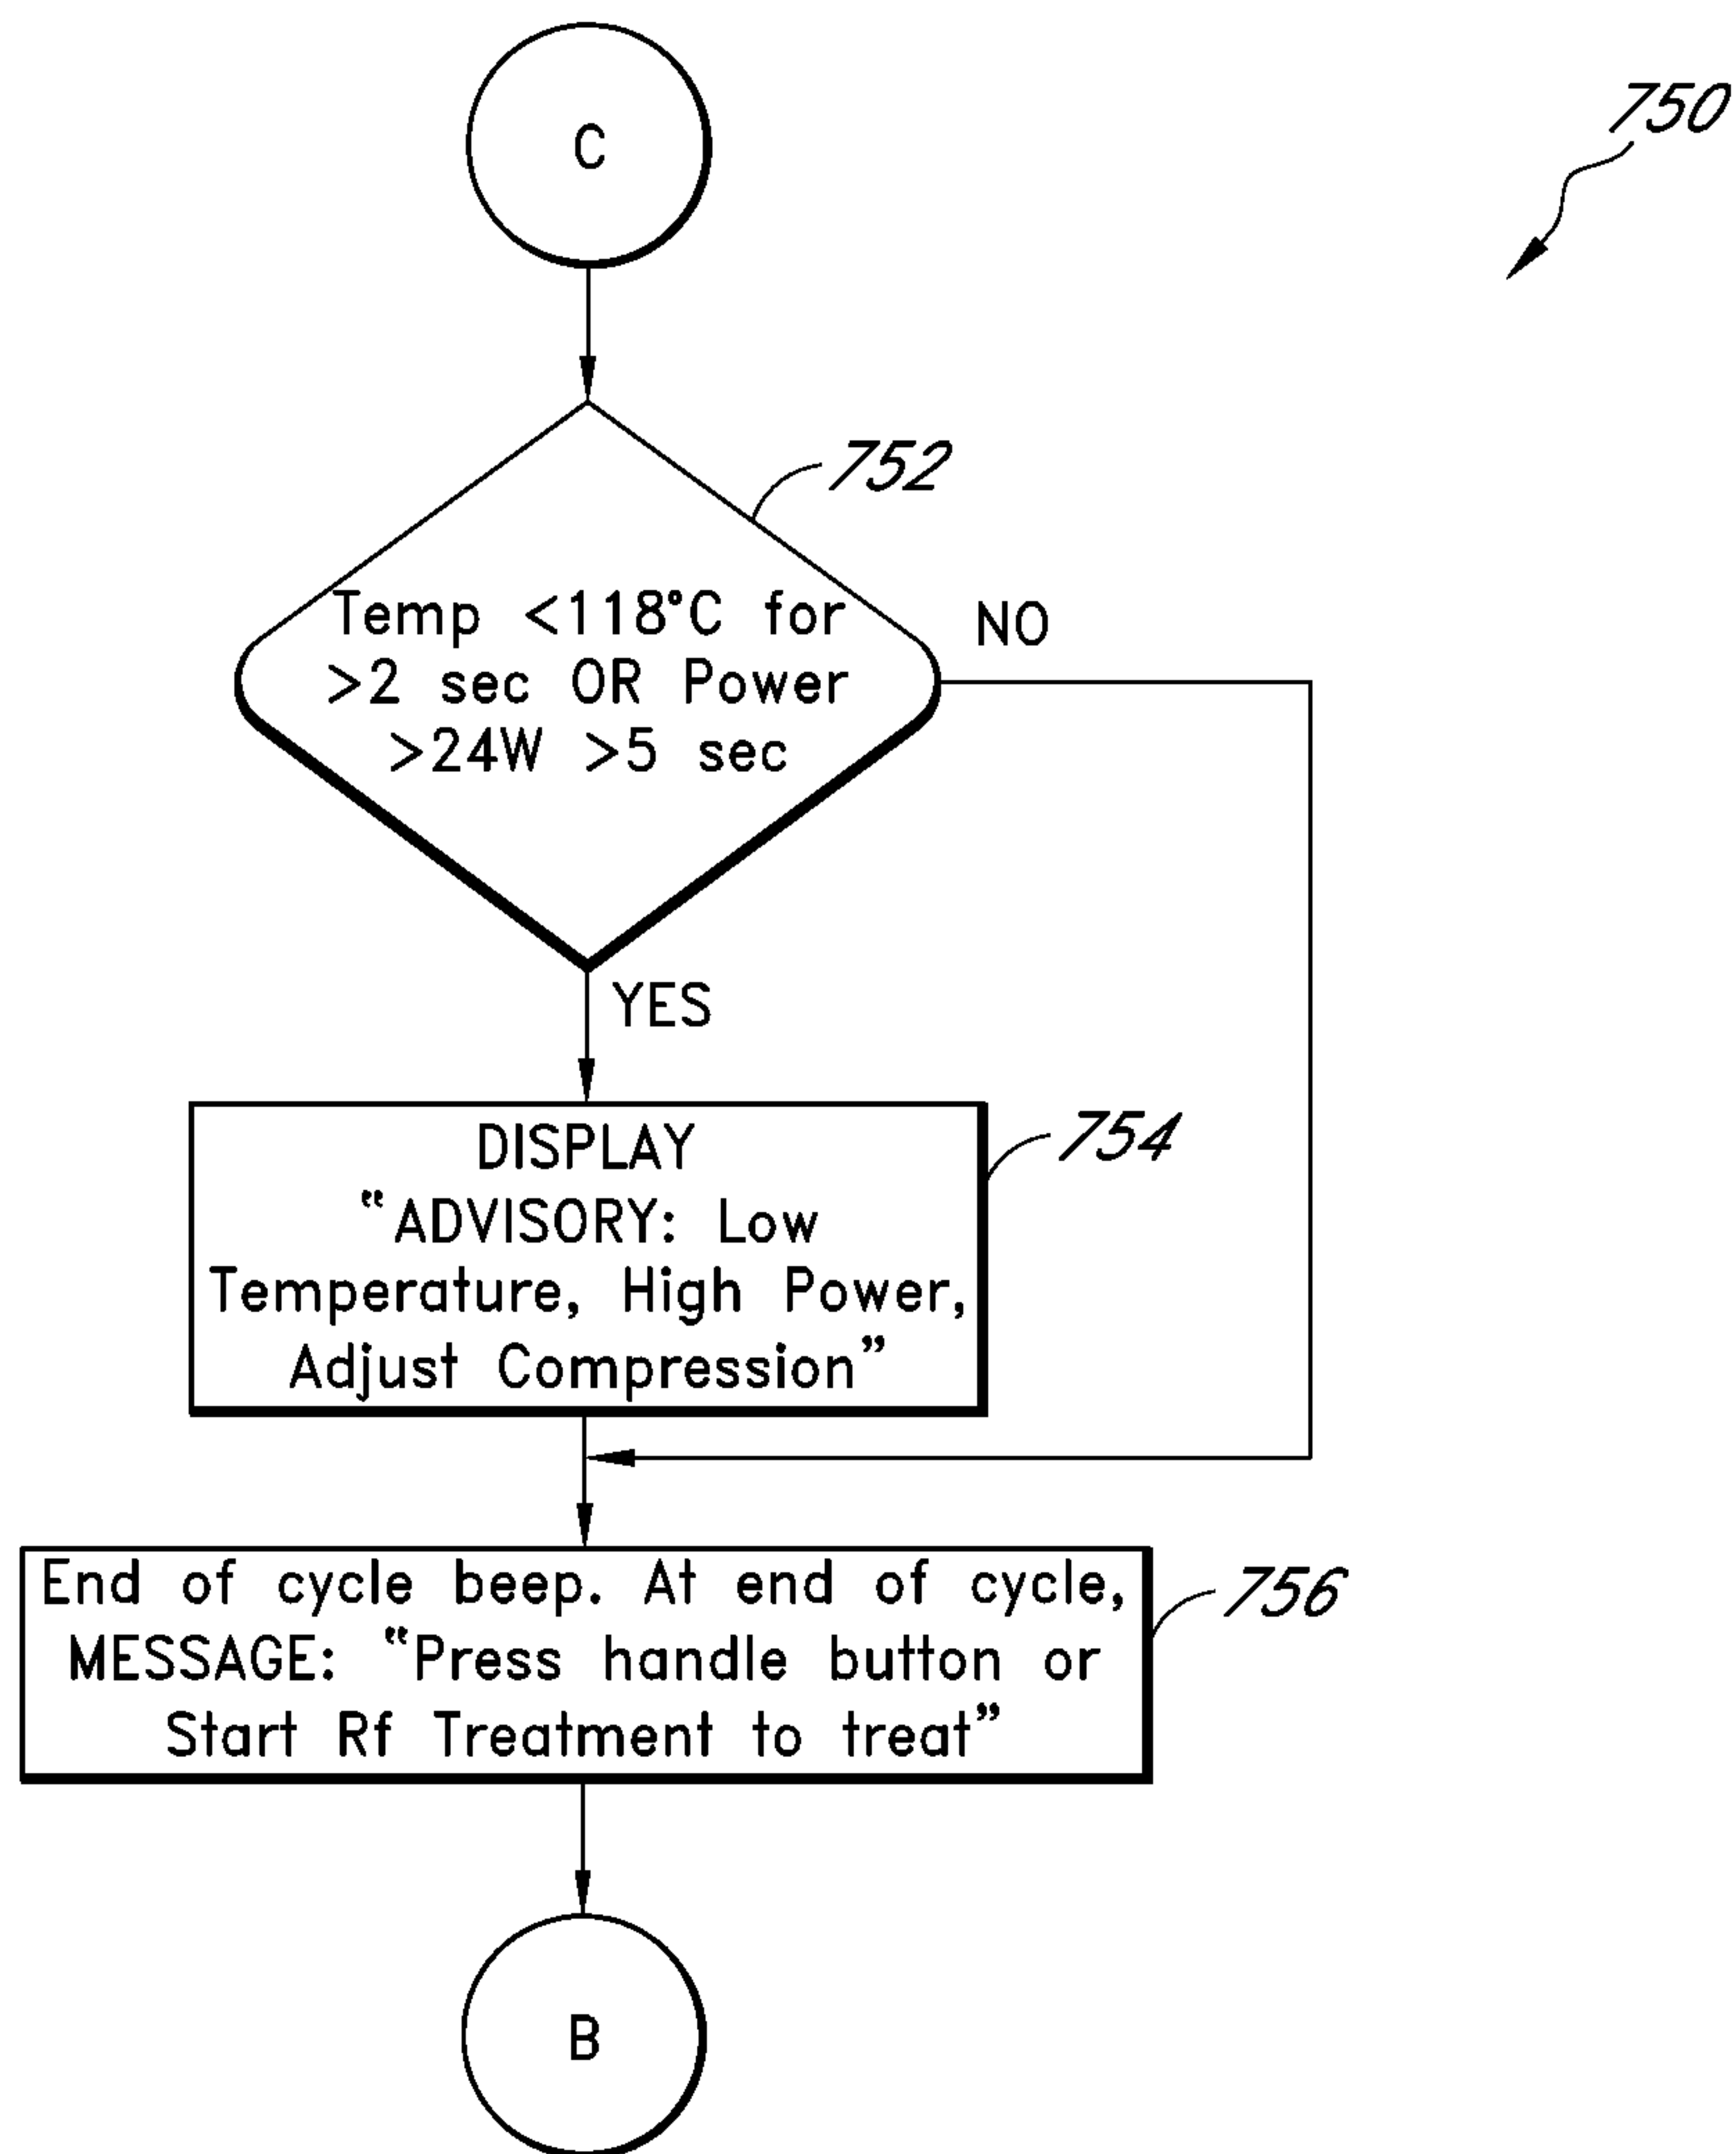 C
750
752
Temp <118°C for
>2 sec OR Power
>24W >5 sec
NO
YES
DISPLAY
“ADVISORY: Low
Temperature, High Power,
Adjust Compression”
754
End of cycle beep. At end of cycle,
MESSAGE: “Press handle button or
Start Rf Treatment to treat”
756
B